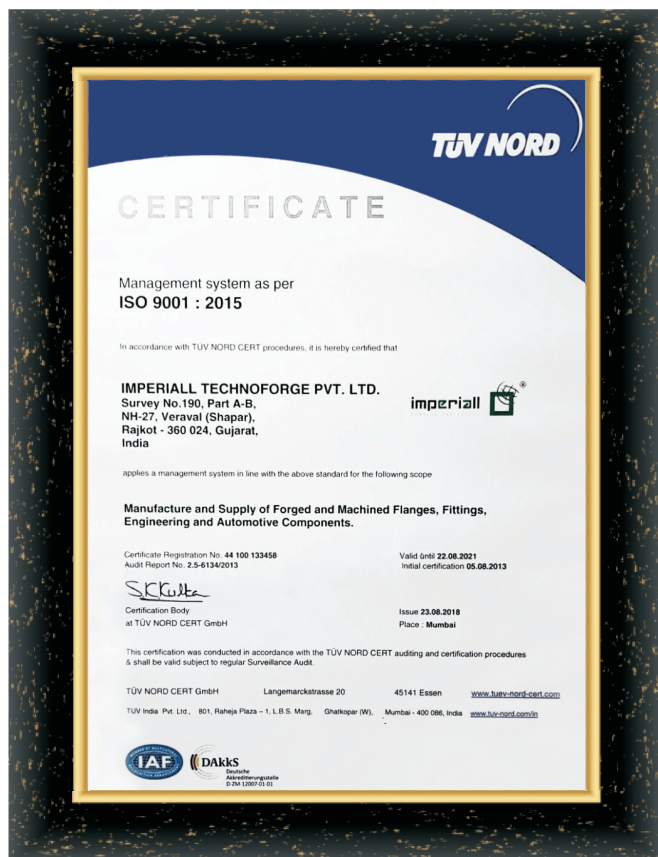 TÜV NORD
CERTIFICATE
Management system as per
ISO 9001 : 2015
In accordance with TÜV NORD CERT procedures, it is hereby certified that
IMPERIALL TECHNOFORGE PVT. LTD.
Survey No.190, Part A-B,
NH-27, Veraval (Shapar),
Rajkot - 360 024, Gujarat,
India
imperiall ®
applies a management system in line with the above standard for the following scope
Manufacture and Supply of Forged and Machined Flanges, Fittings,
Engineering and Automotive Components.
Certificate Registration No. 44 100 133458
Audit Report No. 2.5-6134/2013
Valid until 22.08.2021
Initial certification 05.08.2013
S.K.Kulka
Certification Body
at TÜV NORD CERT GmbH
Issue 23.08.2018
Place : Mumbai
This certification was conducted in accordance with the TÜV NORD CERT auditing and certification procedures
& shall be valid subject to regular Surveillance Audit.
TÜV NORD CERT GmbH Langemarckstrasse 20 45141 Essen www.tuev-nord-cert.com
TUV India Pvt. Ltd., 801, Raheja Plaza – 1, L.B.S. Marg, Ghatkopar (W), Mumbai - 400 086, India www.tuv-nord.com/in
MEMBER OF MULTILATERAL
IAF
RECOGNITION ARRANGEMENT
DAkkS
Deutsche
Akkreditierungsstelle
D-ZM-12007-01-01